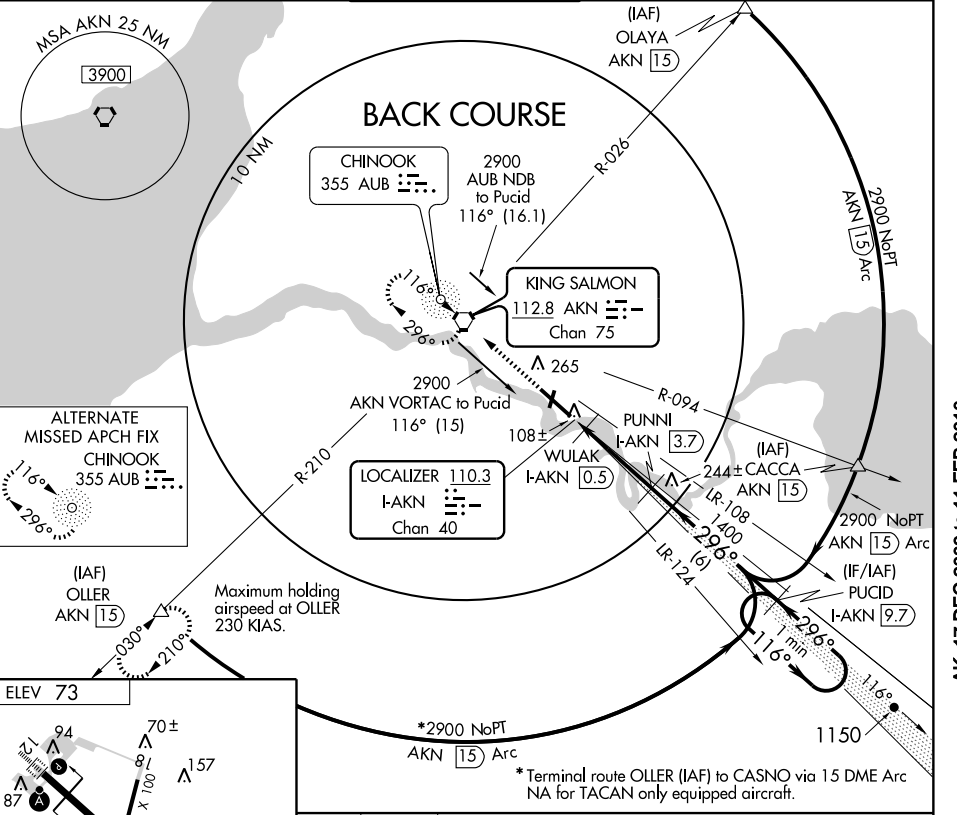 MSA AKN 25 NM
3900
BACK COURSE
10 NM
(IAF)
OLAYA
AKN 15
R-026
2900 NoPT
AKN 15 Arc
CHINOOK
355 AUB
2900
AUB NDB
to Pucid
116° (16.1)
116°
296°
KING SALMON
112.8 AKN
Chan 75
265
2900
AKN VORTAC to Pucid
116° (15)
R-094
108±
PUNNI
I-AKN 3.7
WULAK
I-AKN 0.5
244±
(IAF)
CACCA
AKN 15
R-210
LOCALIZER 110.3
I-AKN
Chan 40
LR-108
1400
296°
(6)
LR-124
2900 NoPT
AKN 15 Arc
ALTERNATE
MISSED APCH FIX
CHINOOK
355 AUB
116°
296°
(IAF)
OLLER
AKN 15
030°
210°
Maximum holding
airspeed at OLLER
230 KIAS.
(IF/IAF)
PUCID
I-AKN 9.7
296°
1 min
116°
116°
1150
*2900 NoPT
AKN 15 Arc
* Terminal route OLLER (IAF) to CASNO via 15 DME Arc
NA for TACAN only equipped aircraft.
ELEV 73
12
94
P
70±
18
157
87
A
X 100